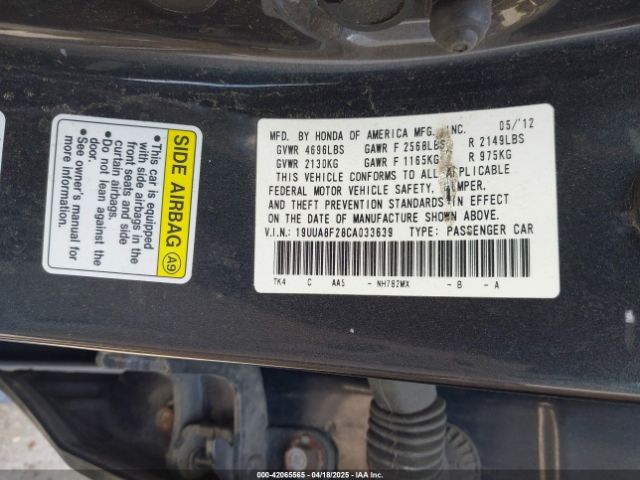 SIDE AIRBAG A9
• This car is equipped
with side airbags in the
front seats and side
curtain airbags.
• Do not lean against the
door.
• See owner's manual for
more information.
MFD. BY HONDA OF AMERICA MFG., INC. 05/'12
GVWR 4696LBS GAWR F 2568LBS R 2149LBS
GVWR 2130KG GAWR F 1165KG R 975KG
THIS VEHICLE CONFORMS TO ALL APPLICABLE
FEDERAL MOTOR VEHICLE SAFETY, BUMPER,
AND THEFT PREVENTION STANDARDS IN EFFECT
ON THE DATE OF MANUFACTURE SHOWN ABOVE.
V.I.N.: 19UUA8F28CA033639 TYPE: PASSENGER CAR
TK4 C AA5 - NH782MX - B - A
000-42065565 - 04/18/2025 - IAA Inc.